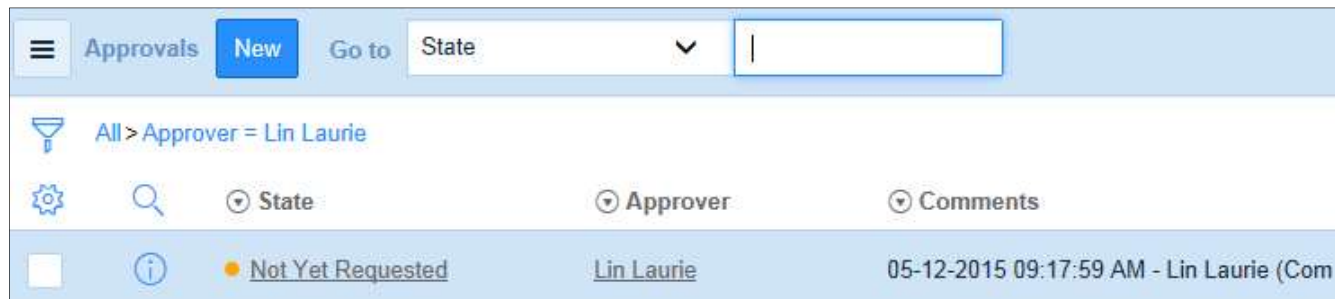 Approvals New Go to State
All > Approver = Lin Laurie
State Approver Comments
Not Yet Requested Lin Laurie 05-12-2015 09:17:59 AM - Lin Laurie (Com